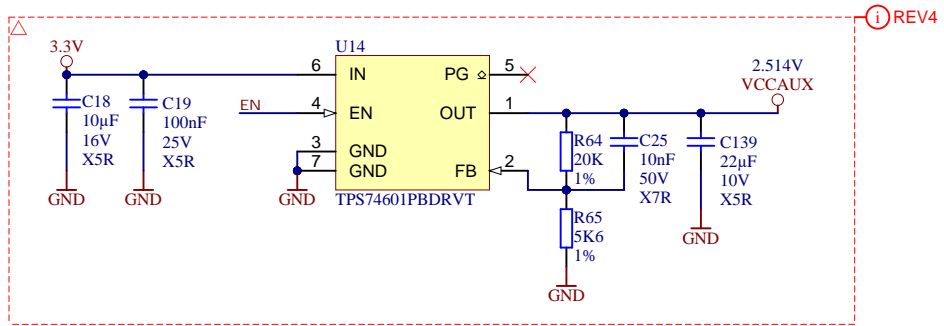 i REV4
3.3V
U14
2.514V
VCCAUX
6 IN
PG 5
C18
10µF
16V
X5R
C19
100nF
25V
X5R
EN
4 EN
OUT 1
3 GND
7 GND
FB 2
R64
20K
1%
C25
10nF
50V
X7R
C139
22µF
10V
X5R
GND
GND
GND
TPS74601PBDRVT
R65
5K6
1%
GND
GND